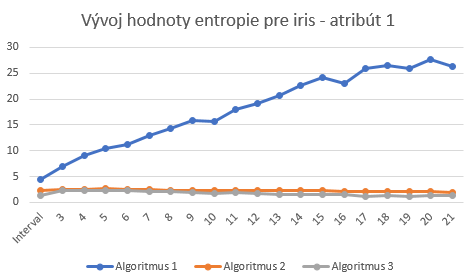 Vývoj hodnoty entropie pre iris - atribút 1
30
25
20
15
10
5
0
Interval 3 4 5 6 7 8 9 10 11 12 13 14 15 16 17 18 19 20 21
Algoritmus 1 Algoritmus 2 Algoritmus 3